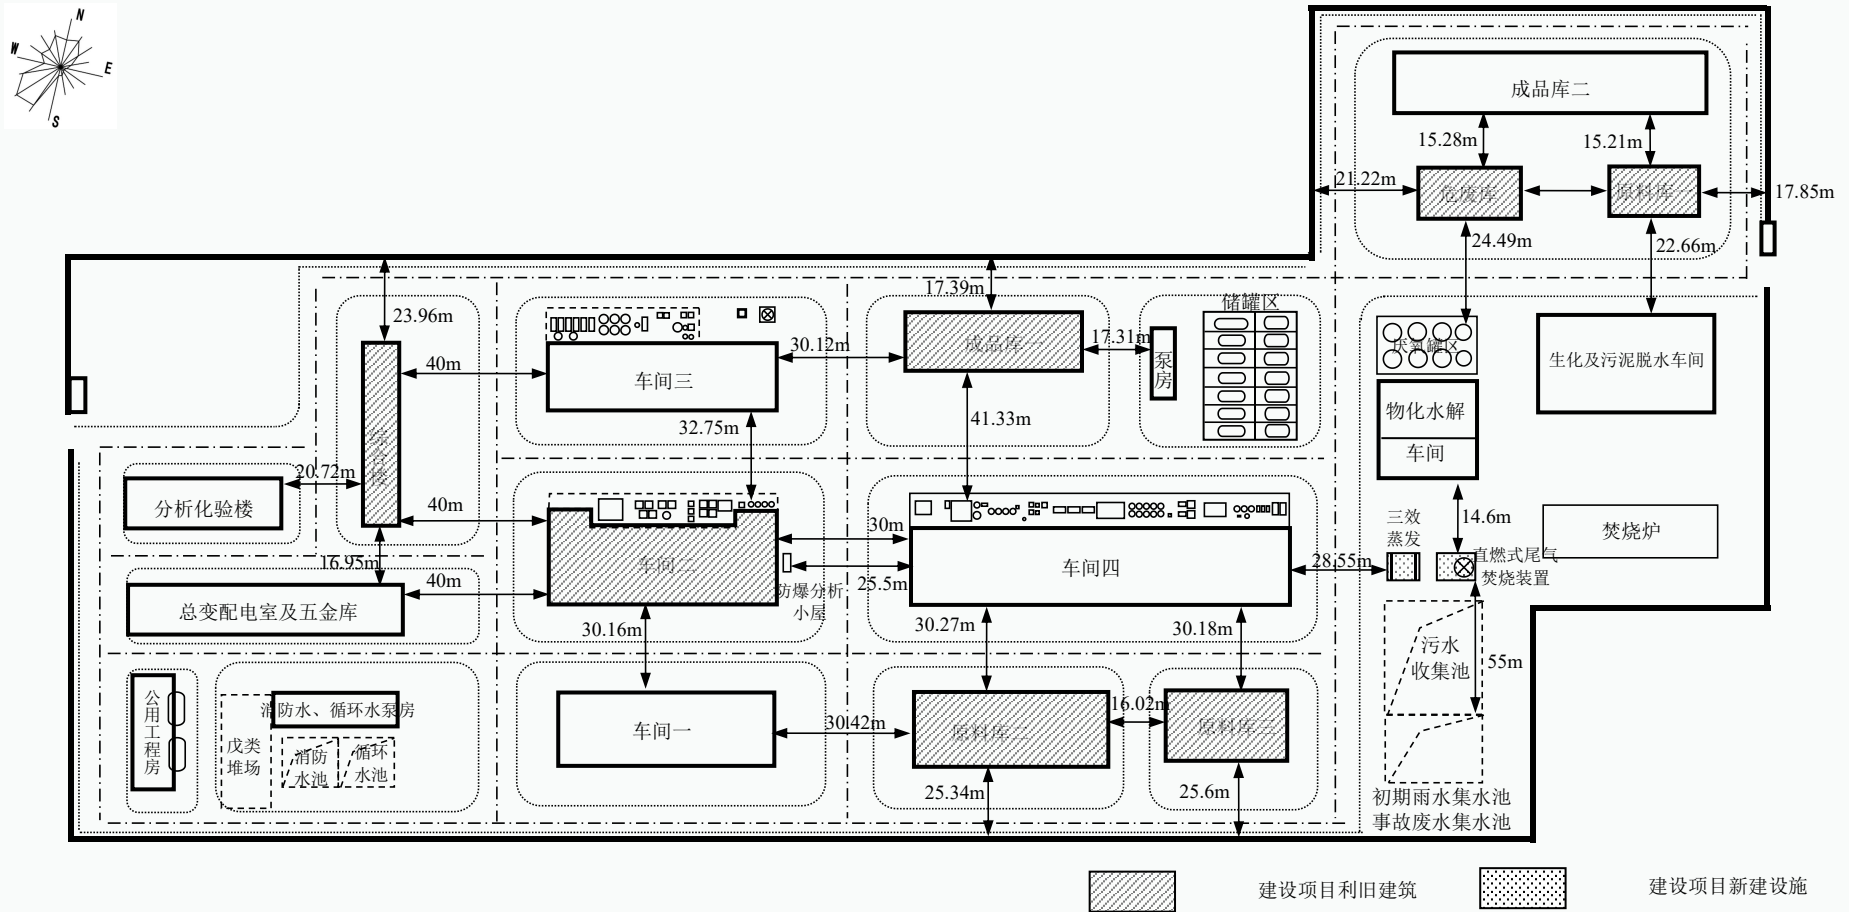 N
W
E
S
成品库二
15.28m
15.21m
21.22m
危废库
原料库一
17.85m
24.49m
22.66m
17.39m
储罐区
23.96m
30.12m
成品库一
17.31m
泵房
厌氧罐区
生化及污泥脱水车间
40m
车间三
物化水解
车间
32.75m
41.33m
综合楼
20.72m
分析化验楼
40m
30m
三效
蒸发
14.6m
焚烧炉
16.95m
车间二
车间四
28.55m
直燃式尾气
焚烧装置
40m
防爆分析
小屋
25.5m
总变配电室及五金库
30.16m
30.27m
30.18m
污水
收集池
55m
公用工程房
消防水、循环水泵房
戊类
堆场
消防
水池
循环
水池
车间一
30.42m
原料库二
16.02m
原料库三
25.34m
25.6m
初期雨水集水池
事故废水集水池
建设项目利旧建筑
建设项目新建设施